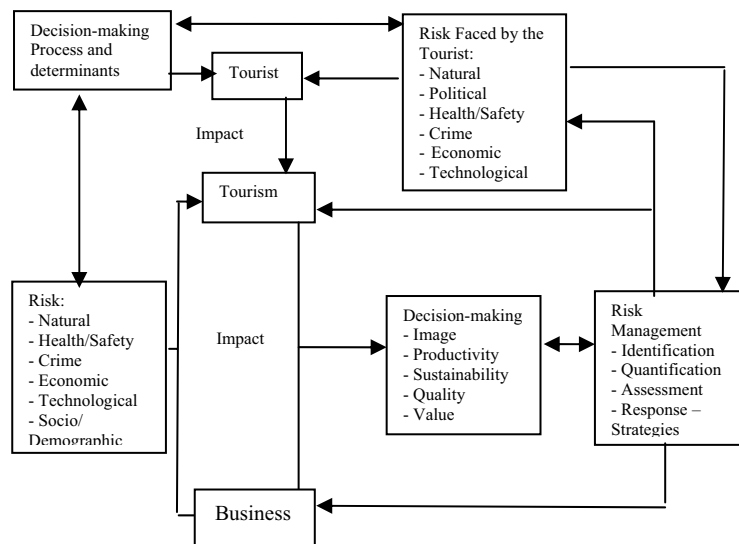 Decision-making
Process and
determinants
Tourist
Risk Faced by the
Tourist:
- Natural
- Political
- Health/Safety
- Crime
- Economic
- Technological
Impact
Tourism
Risk:
- Natural
- Health/Safety
- Crime
- Economic
- Technological
- Socio/
Demographic
Impact
Decision-making
- Image
- Productivity
- Sustainability
- Quality
- Value
Risk
Management
- Identification
- Quantification
- Assessment
- Response –
Strategies
Business